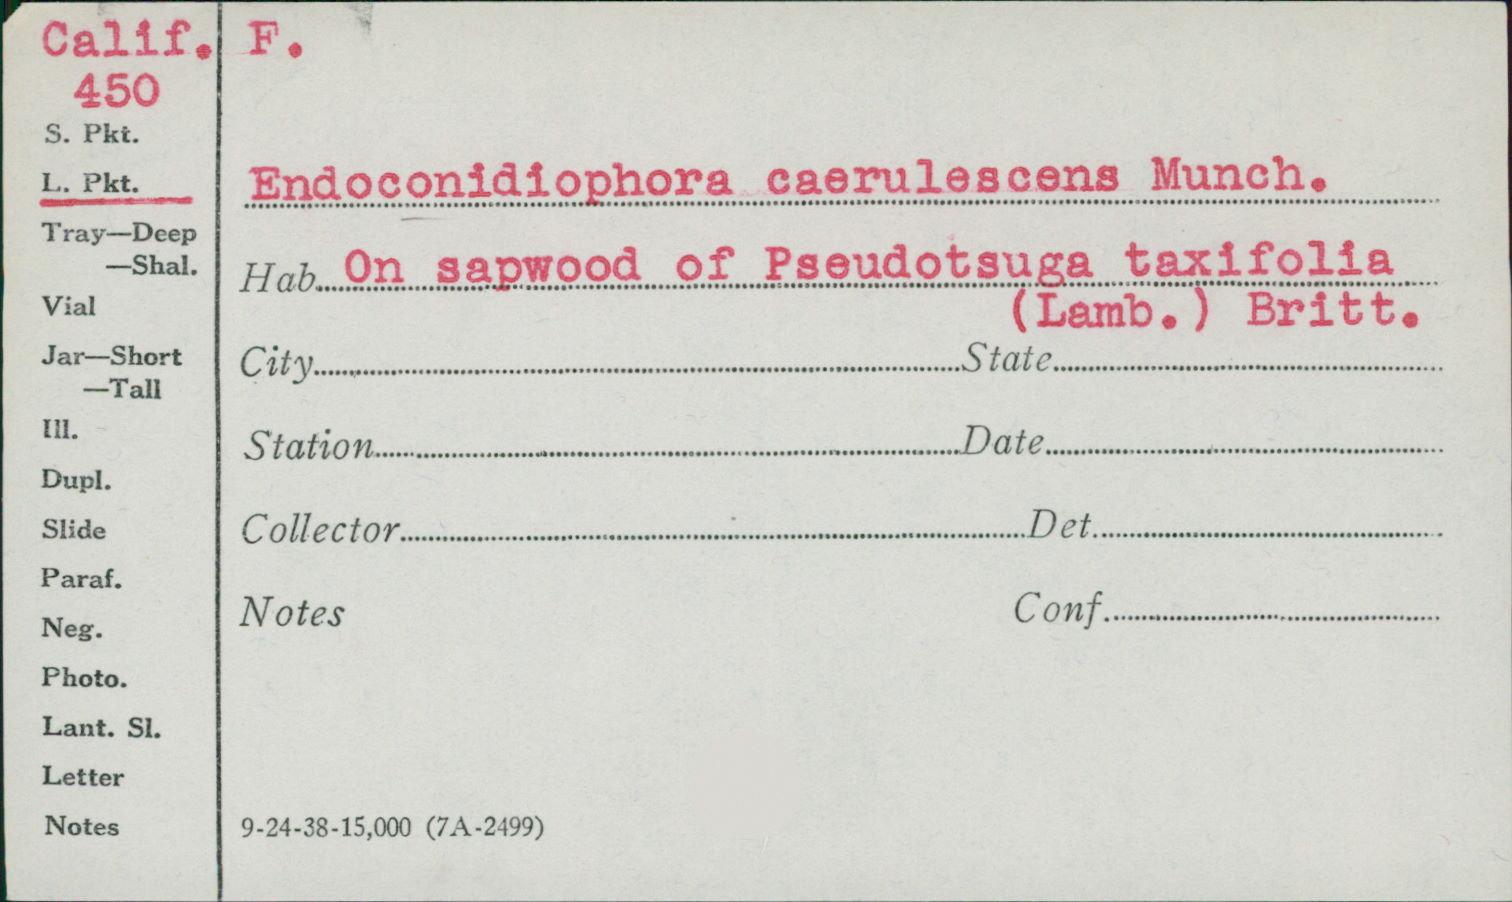 Calif. F.
450
S. Pkt.
L. Pkt.
Endoconidiophora caerulescens Munch.
Tray—Deep
—Shal.
Hab. On sapwood of Pseudotsuga taxifolia
(Lamb.) Britt.
Vial
Jar—Short
—Tall
City State
Ill.
Station Date
Dupl.
Slide
Collector Det.
Paraf.
Neg.
Notes Conf.
Photo.
Lant. Sl.
Letter
Notes
9-24-38-15,000 (7A-2499)